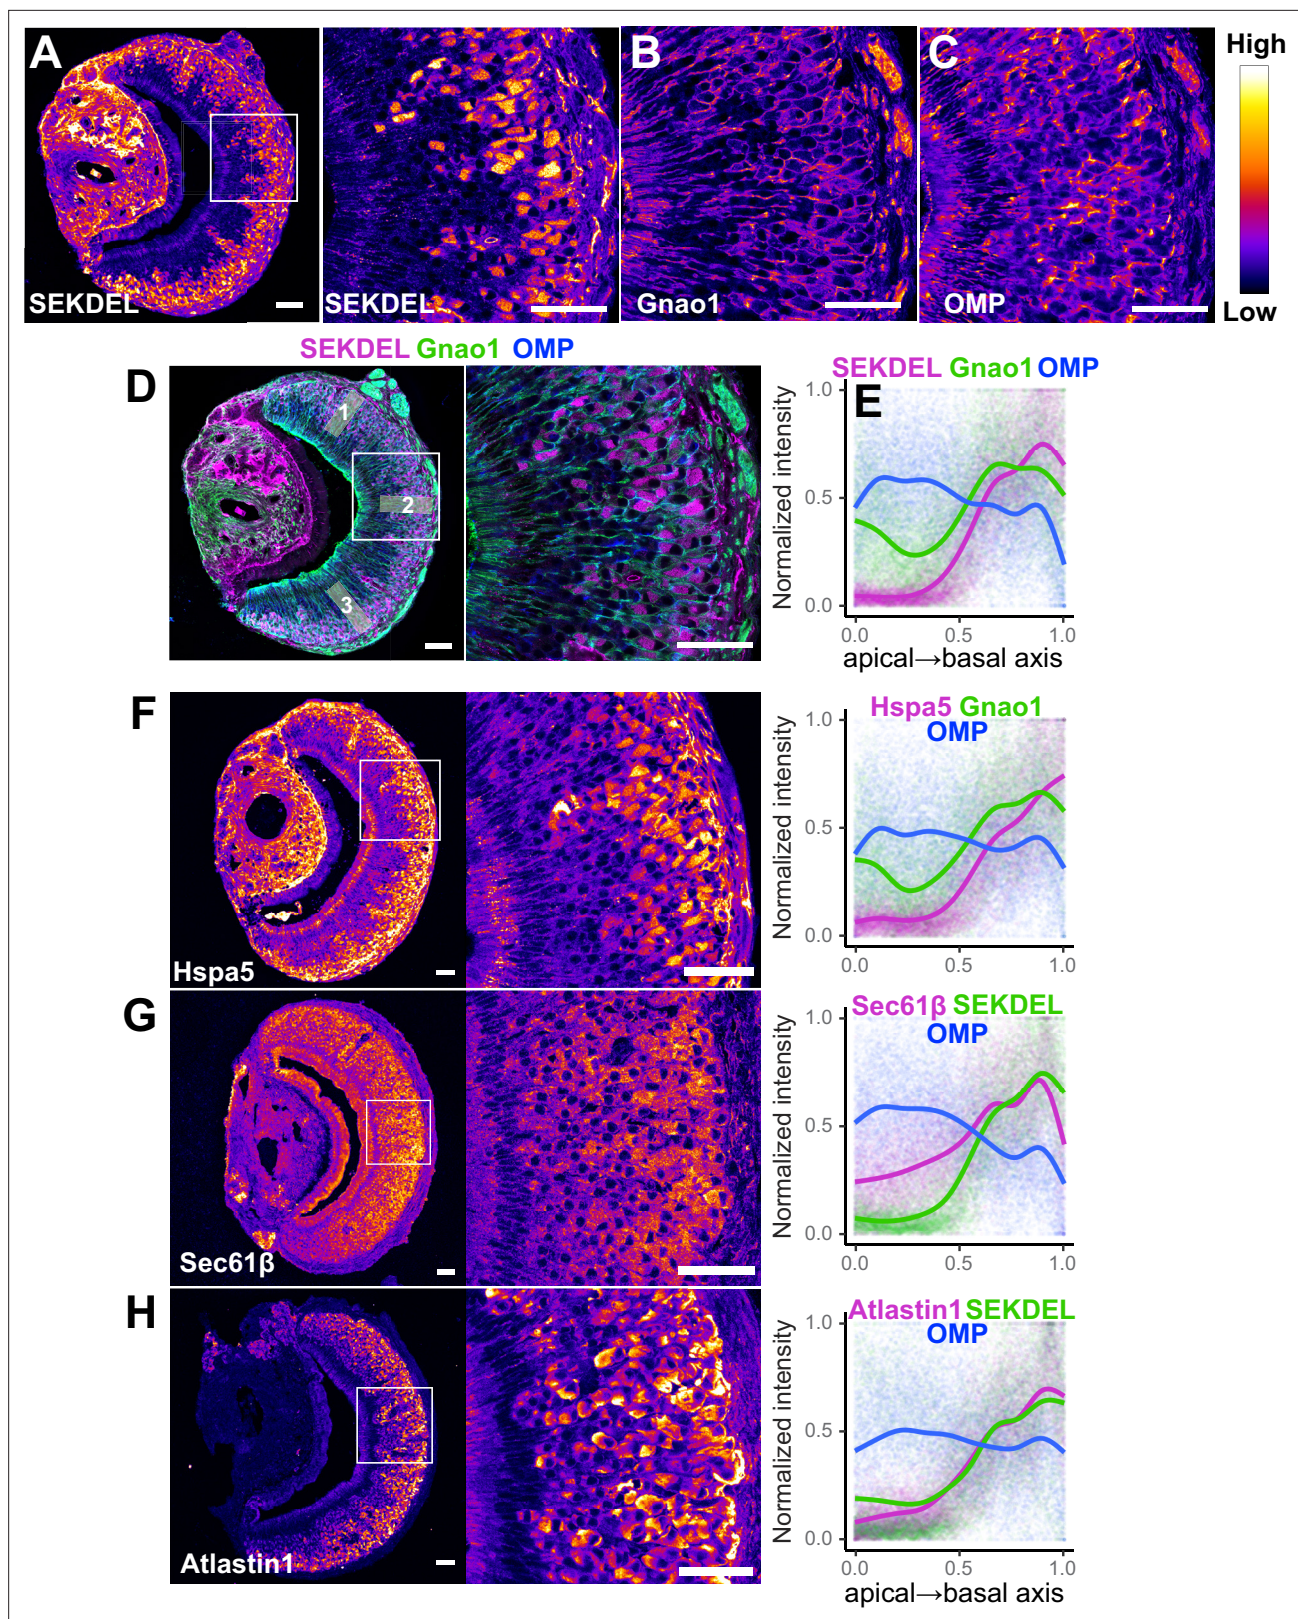 A
SEKDEL
SEKDEL
B
Gnao1
C
OMP
High
Low
SEKDEL Gnao1 OMP
D
1
2
3
SEKDEL Gnao1 OMP
E
Normalized intensity
1.0
0.5
0.0
0.0 0.5 1.0
apical→basal axis
F
Hspa5
Hspa5 Gnao1
OMP
Normalized intensity
1.0
0.5
0.0
0.0 0.5 1.0
G
Sec61β
Sec61β SEKDEL
OMP
Normalized intensity
1.0
0.5
0.0
0.0 0.5 1.0
H
Atlastin1
Atlastin1 SEKDEL
OMP
Normalized intensity
1.0
0.5
0.0
0.0 0.5 1.0
apical→basal axis